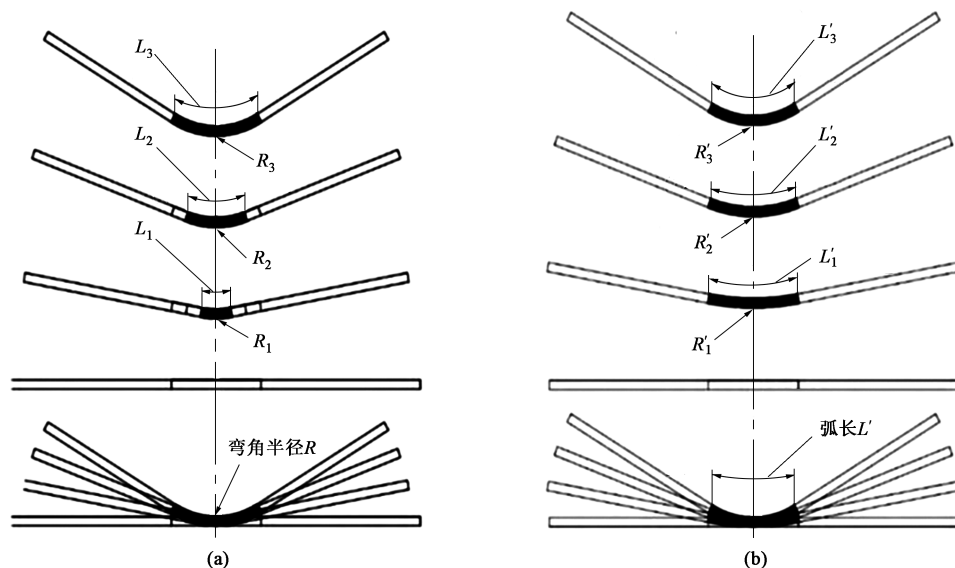 L₃
R₃
L₂
R₂
L₁
R₁
弯角半径R
(a)
L′₃
R′₃
L′₂
R′₂
L′₁
R′₁
弧长L′
(b)